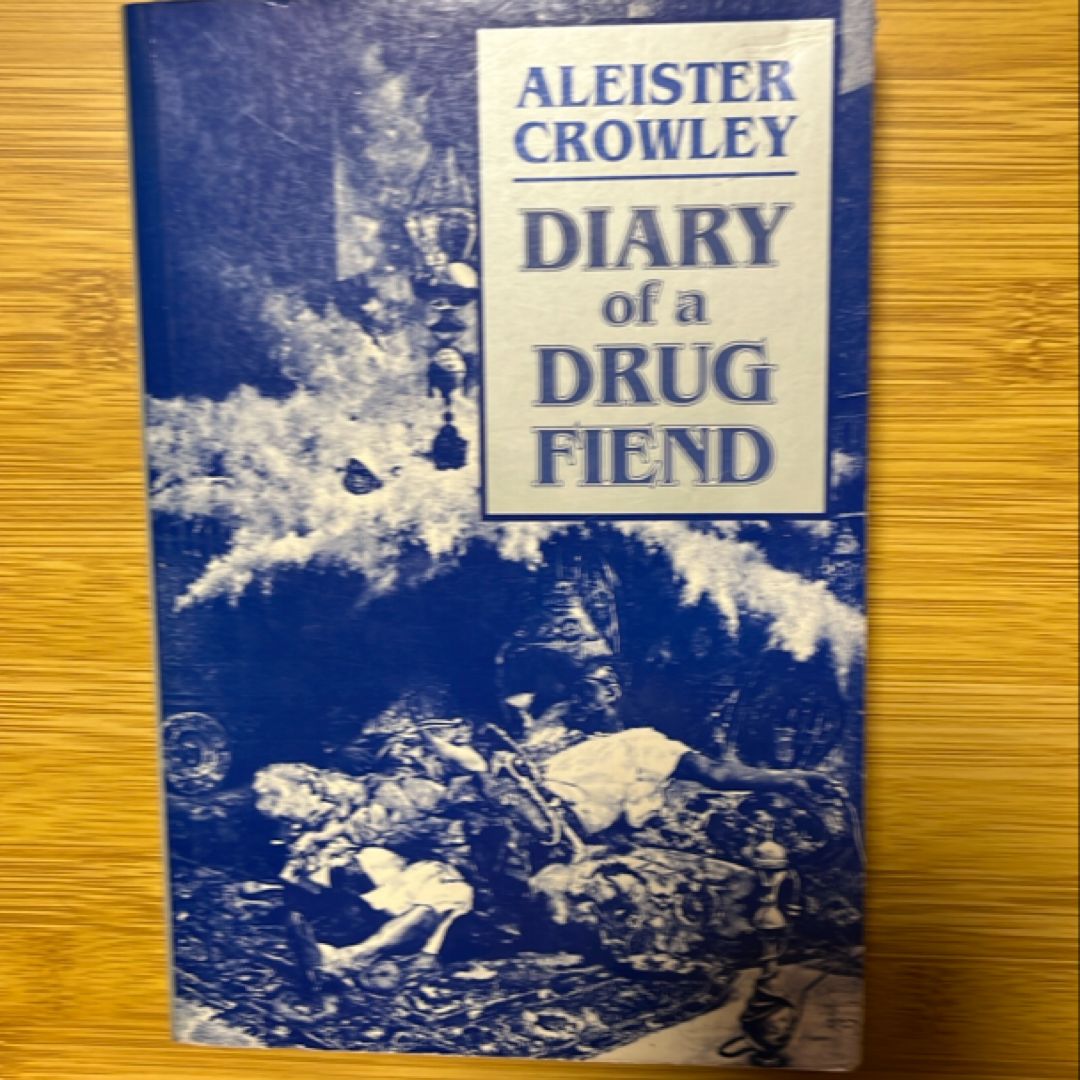 ALEISTER
CROWLEY
DIARY
of a
DRUG
FIEND